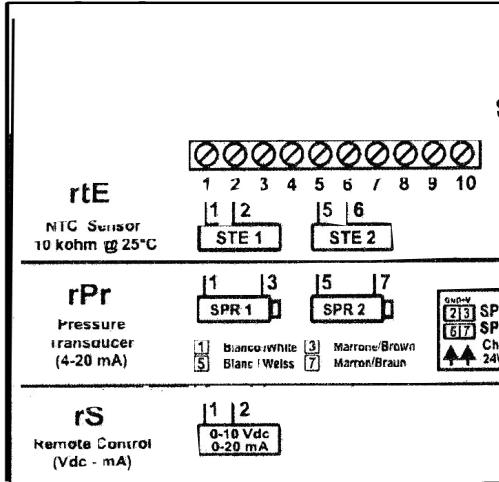 1 2 3 4 5 6 7 8 9 10
rtE
NTC Sensor
10 kohm @ 25°C
1 2
STE 1
5 6
STE 2
rPr
Pressure
Transducer
(4-20 mA)
1 3
SPR 1
5 7
SPR 2
1 Bianco/White 3 Marrone/Brown
5 Blanc / Weiss 7 Marron/Braun
GND+V
2 3 SP
6 7 SP
Ch
24V
rS
Remote Control
(Vdc - mA)
1 2
0-10 Vdc
0-20 mA